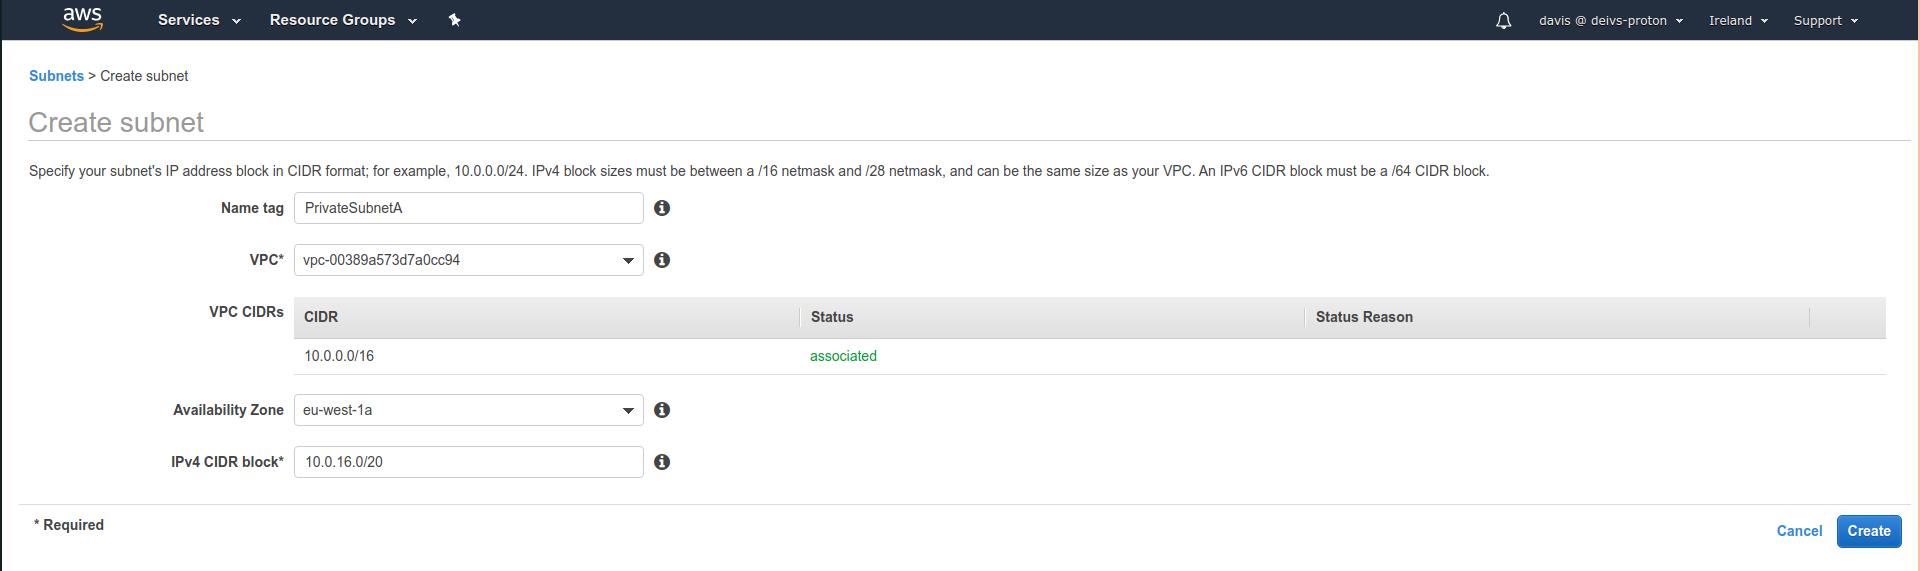 aws Services Resource Groups davis @ deivs-proton Ireland Support
Subnets > Create subnet
Create subnet
Specify your subnet's IP address block in CIDR format; for example, 10.0.0.0/24. IPv4 block sizes must be between a /16 netmask and /28 netmask, and can be the same size as your VPC. An IPv6 CIDR block must be a /64 CIDR block.
Name tag PrivateSubnetA
VPC* vpc-00389a573d7a0cc94
VPC CIDRs CIDR Status Status Reason
10.0.0.0/16 associated
Availability Zone eu-west-1a
IPv4 CIDR block* 10.0.16.0/20
* Required
Cancel Create